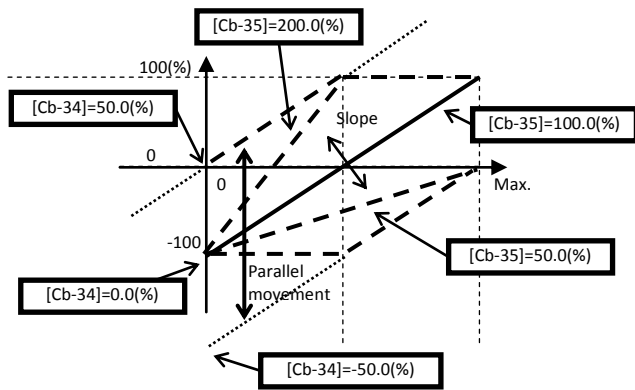 [Cb-35]=200.0(%)
100(%)
[Cb-34]=50.0(%)
Slope
[Cb-35]=100.0(%)
0
0
Max.
-100
[Cb-35]=50.0(%)
Parallel
movement
[Cb-34]=0.0(%)
[Cb-34]=-50.0(%)